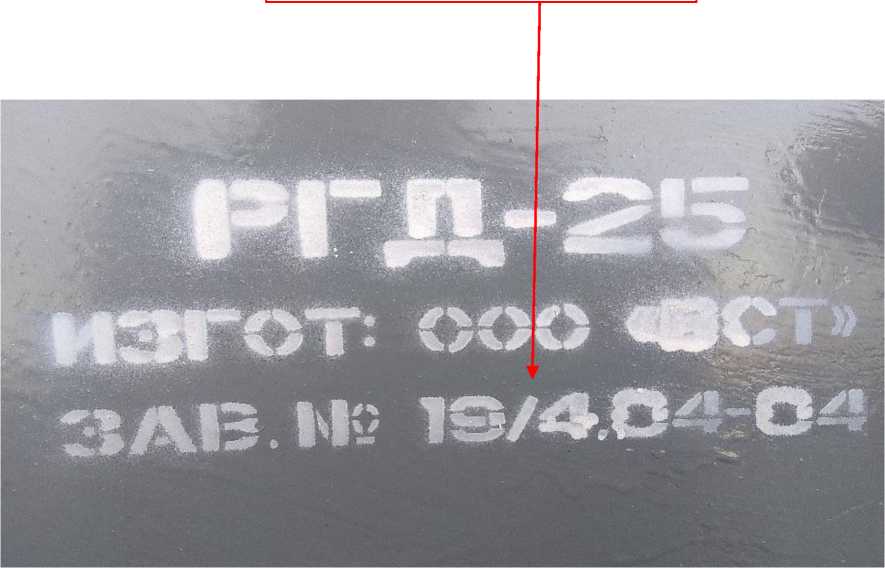 РГД-25
ИЗГОТ: ООО «ВСТ»
ЗАВ. № 19/4.04-04